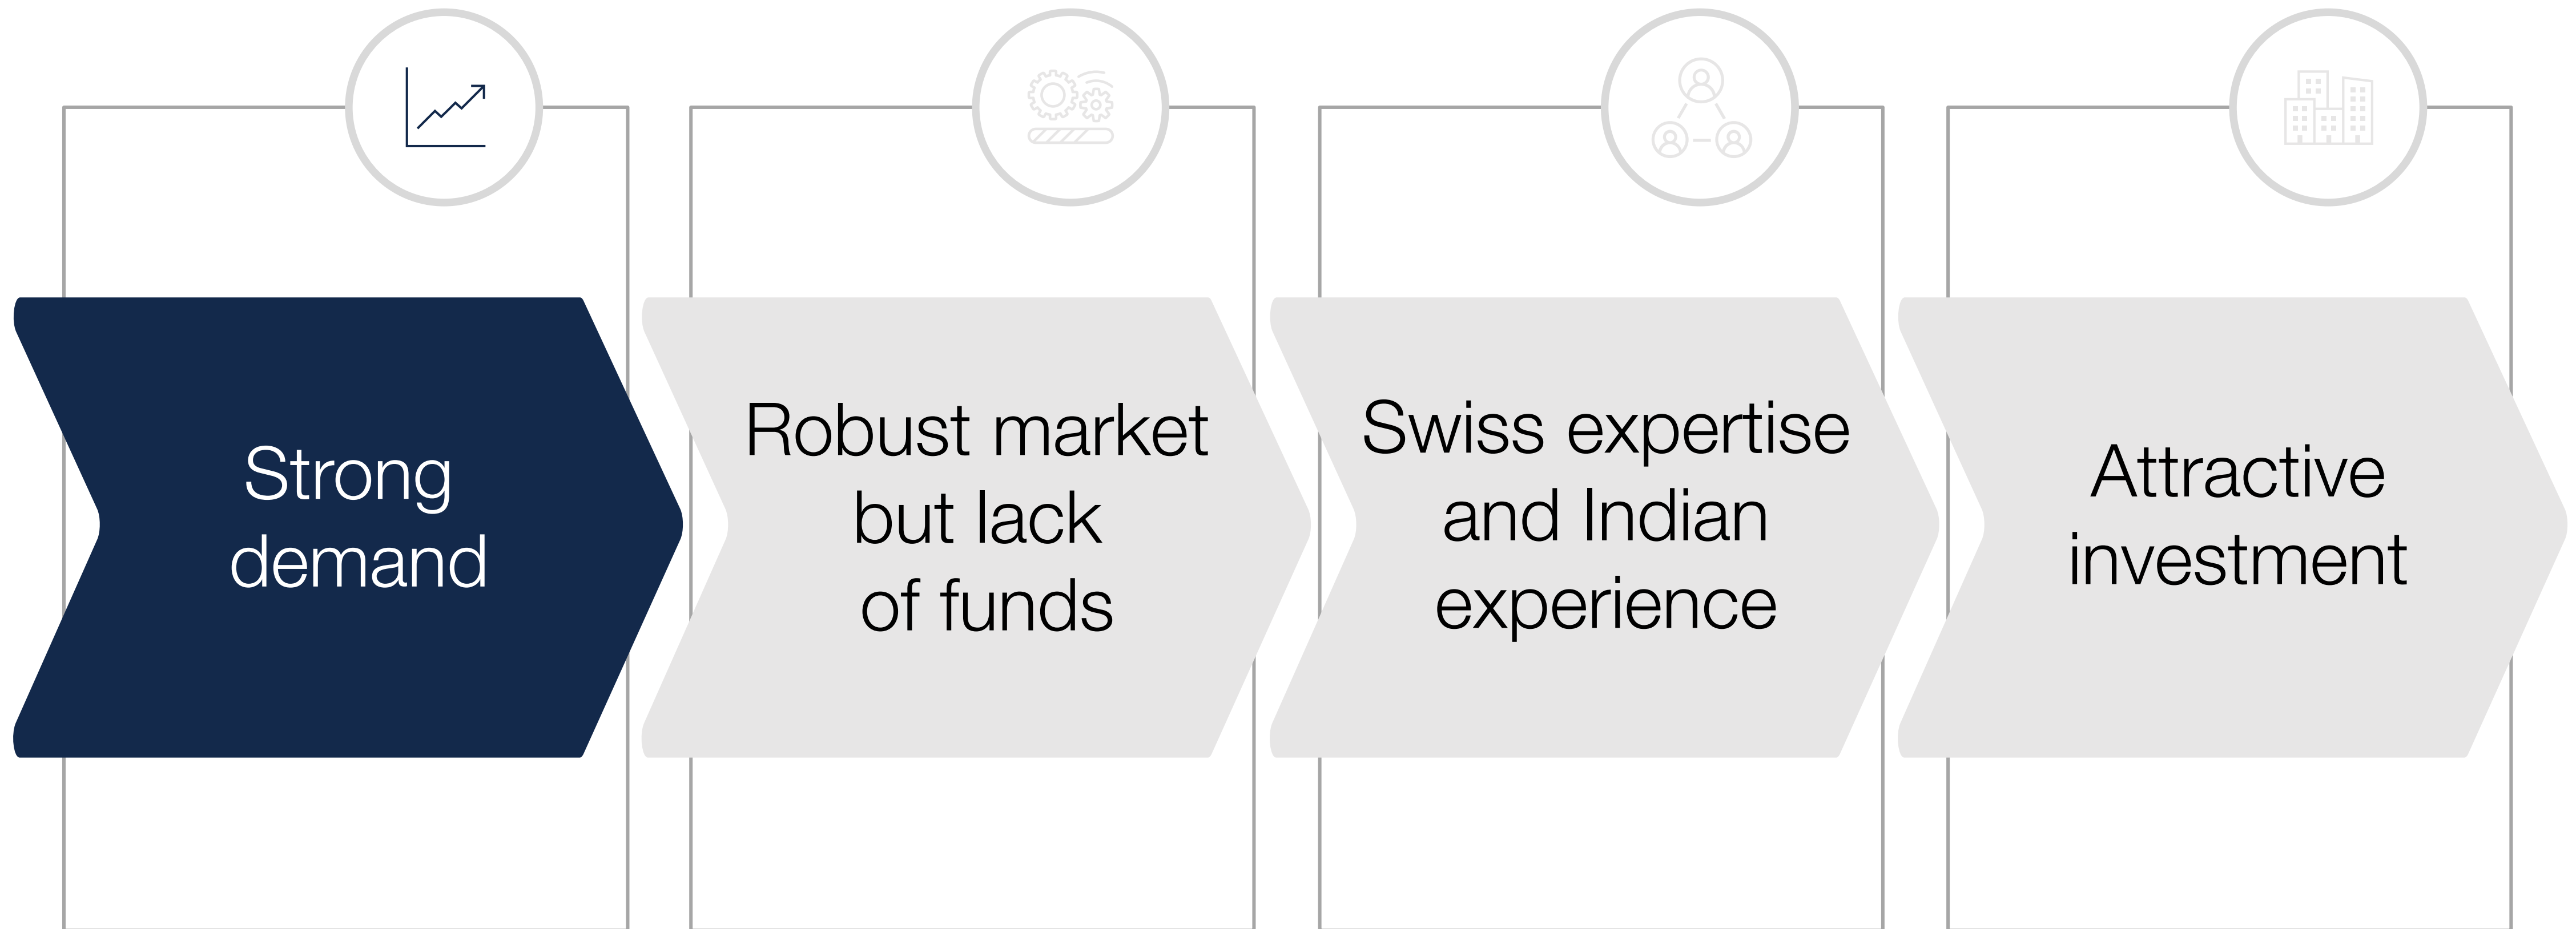 Strong
demand
Robust market
but lack
of funds
Swiss expertise
and Indian
experience
Attractive
investment